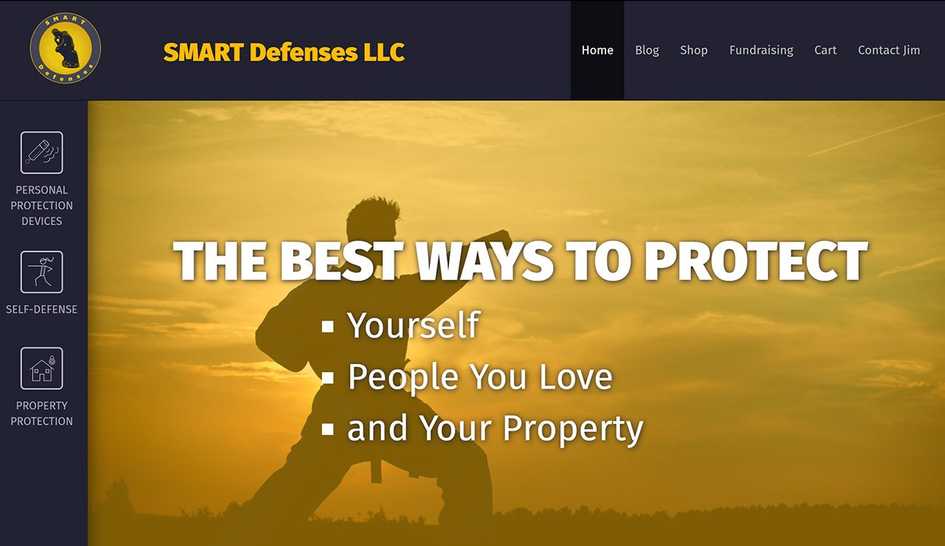 SMART
Defenses
SMART Defenses LLC
Home
Blog
Shop
Fundraising
Cart
Contact Jim
PERSONAL
PROTECTION
DEVICES
SELF-DEFENSE
PROPERTY
PROTECTION
THE BEST WAYS TO PROTECT
▪ Yourself
▪ People You Love
▪ and Your Property